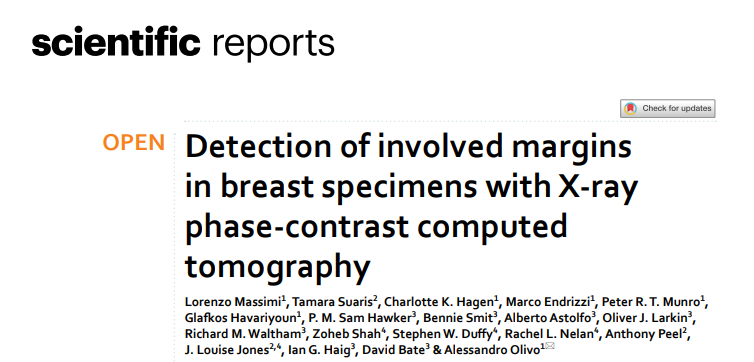 scientific reports
Check for updates
OPEN
Detection of involved margins
in breast specimens with X-ray
phase-contrast computed
tomography
Lorenzo Massimi1, Tamara Suaris2, Charlotte K. Hagen1, Marco Endrizzi1, Peter R. T. Munro1,
Glafkos Havariyoun1, P. M. Sam Hawker3, Bennie Smit3, Alberto Astolfo3, Oliver J. Larkin3,
Richard M. Waltham3, Zoheb Shah4, Stephen W. Duffy4, Rachel L. Nelan4, Anthony Peel2,
J. Louise Jones2,4, Ian G. Haig3, David Bate3 & Alessandro Olivo1✉